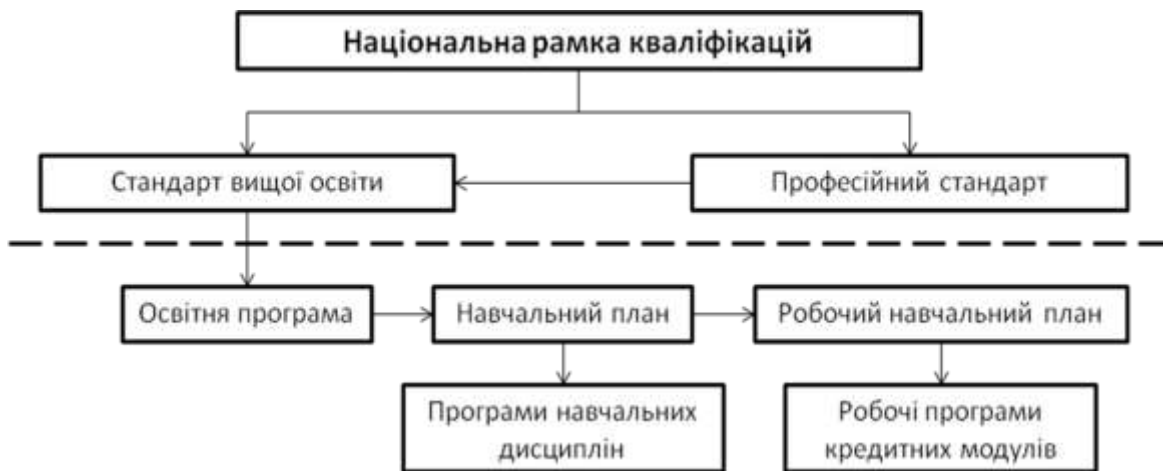 Національна рамка кваліфікацій
Стандарт вищої освіти
Професійний стандарт
Освітня програма
Навчальний план
Робочий навчальний план
Програми навчальних
дисциплін
Робочі програми
кредитних модулів